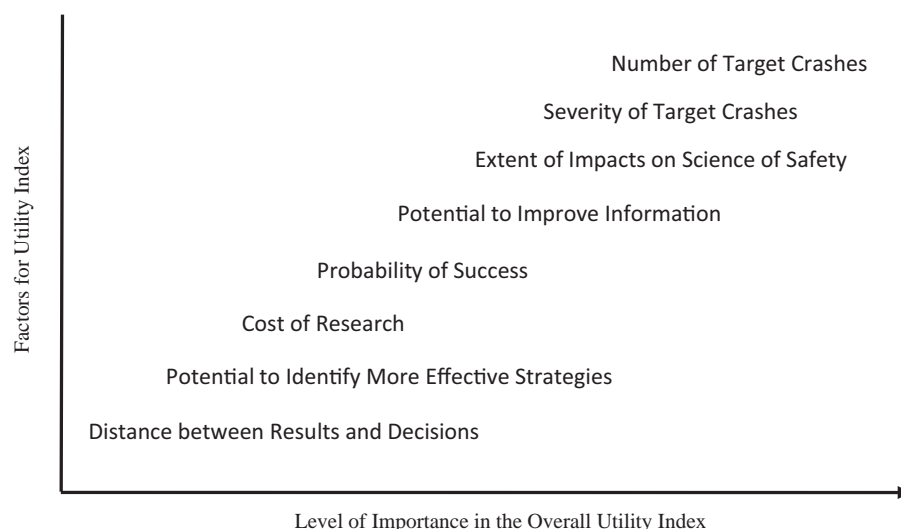 Number of Target Crashes
Severity of Target Crashes
Extent of Impacts on Science of Safety
Potential to Improve Information
Probability of Success
Cost of Research
Potential to Identify More Effective Strategies
Distance between Results and Decisions
Factors for Utility Index
Level of Importance in the Overall Utility Index